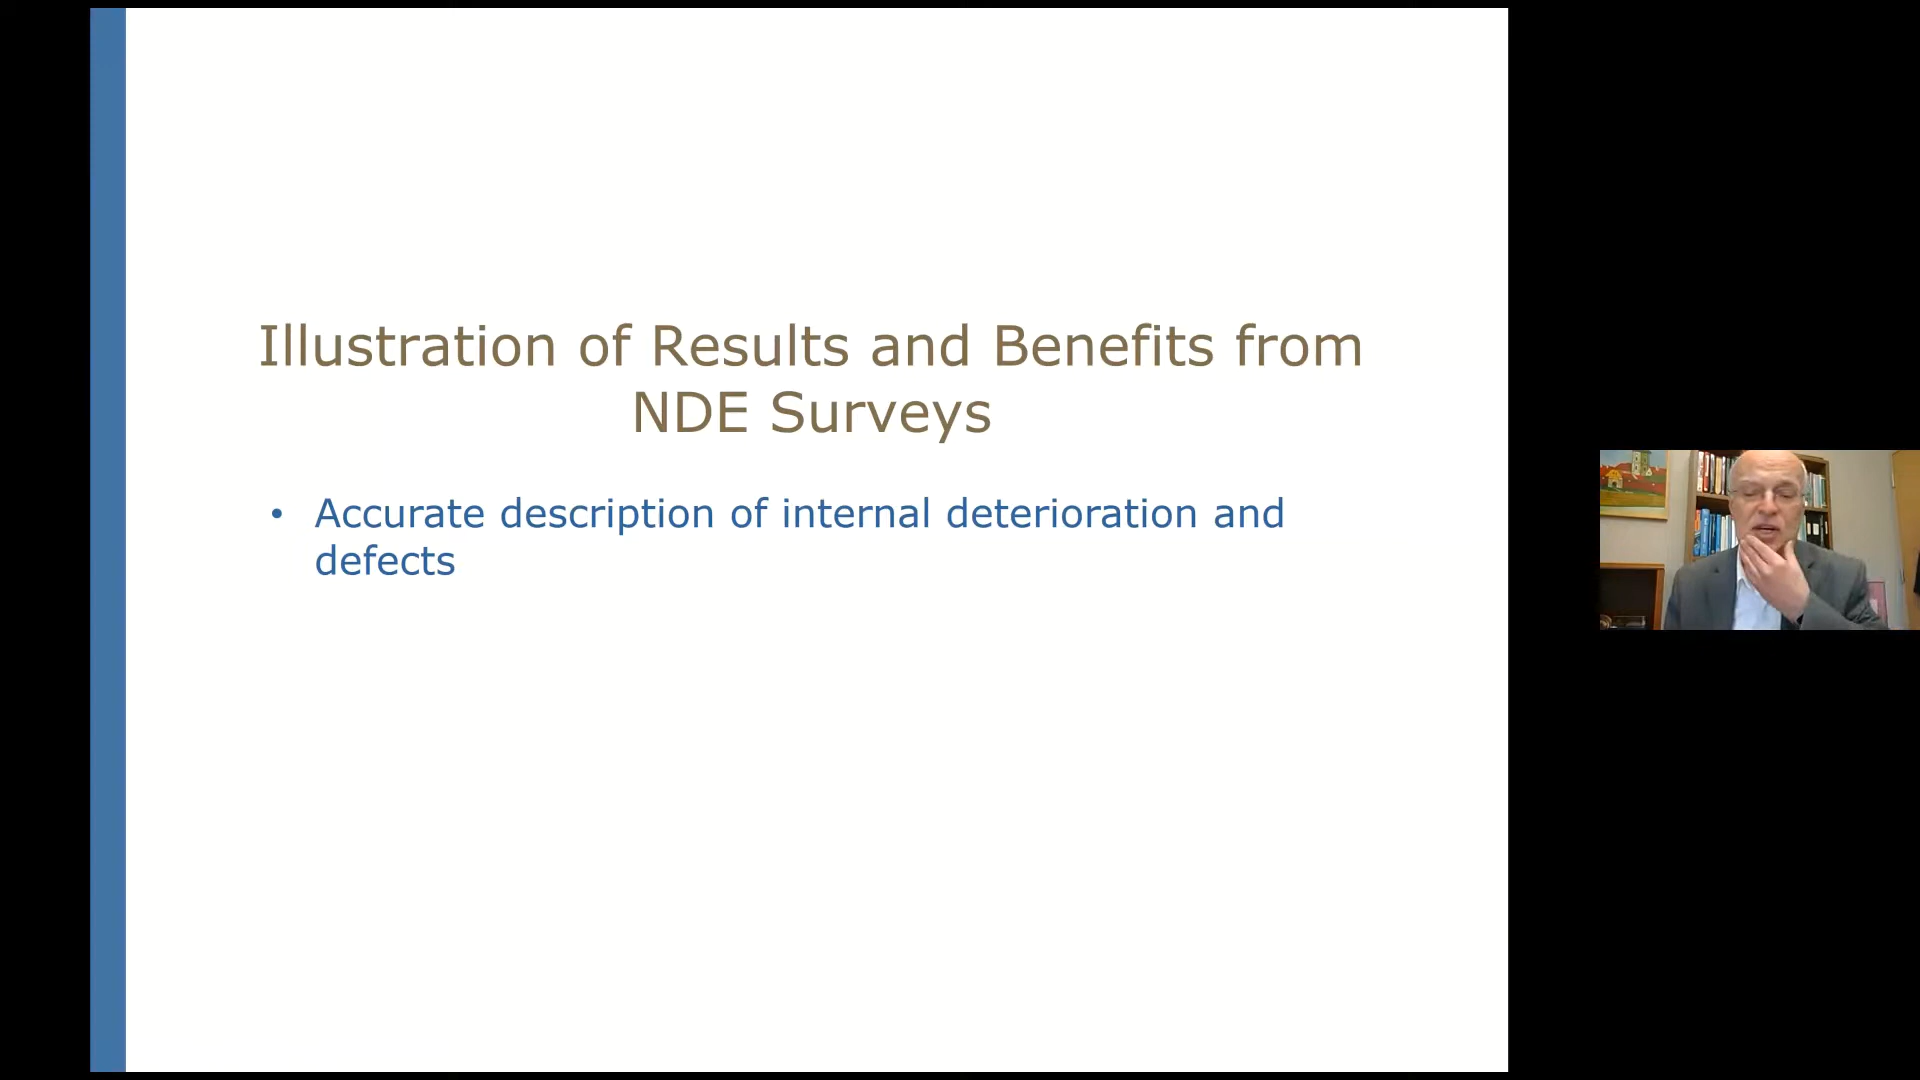 Illustration of Results and Benefits from
NDE Surveys
• Accurate description of internal deterioration and
defects